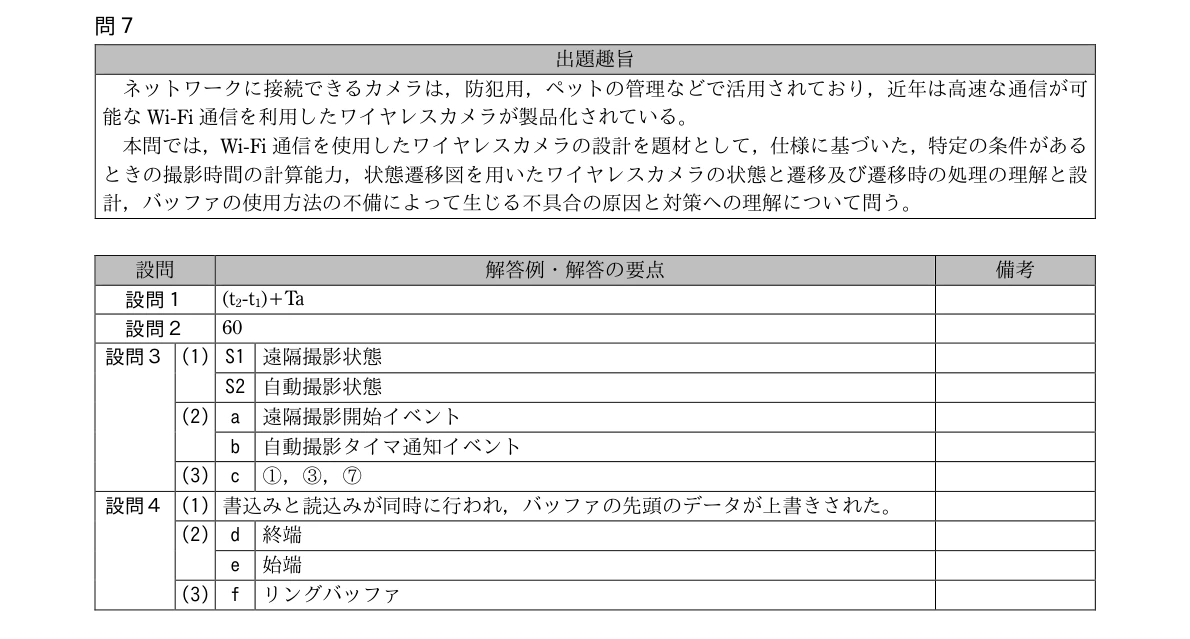 問7
出題趣旨
ネットワークに接続できるカメラは，防犯用，ペットの管理などで活用されており，近年は高速な通信が可
能な Wi-Fi 通信を利用したワイヤレスカメラが製品化されている。
本問では，Wi-Fi 通信を使用したワイヤレスカメラの設計を題材として，仕様に基づいた，特定の条件がある
ときの撮影時間の計算能力，状態遷移図を用いたワイヤレスカメラの状態と遷移及び遷移時の処理の理解と設
計，バッファの使用方法の不備によって生じる不具合の原因と対策への理解について問う。
設問 解答例・解答の要点 備考
設問1 (t₂-t₁)＋Ta
設問2 60
設問3 (1) S1 遠隔撮影状態
S2 自動撮影状態
(2) a 遠隔撮影開始イベント
b 自動撮影タイマ通知イベント
(3) c ①，③，⑦
設問4 (1) 書込みと読込みが同時に行われ，バッファの先頭のデータが上書きされた。
(2) d 終端
e 始端
(3) f リングバッファ